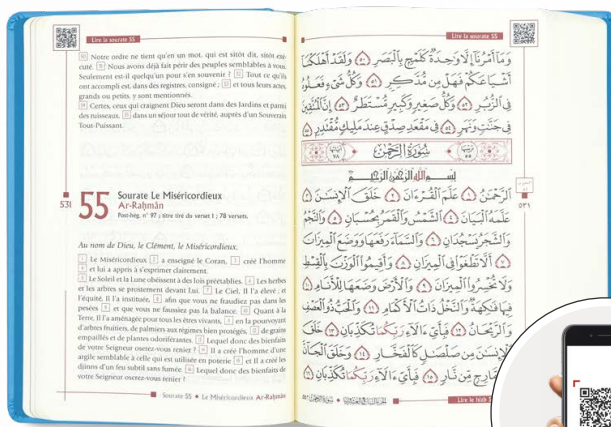 Lire la sourate 55
50 Notre ordre ne tient qu'en un mot, qui est sitôt dit, sitôt exé-
cuté. 51 Nous avons déjà fait périr des peuples semblables à vous.
Seulement est-il quelqu'un pour s'en souvenir ? 52 Tout ce qu'ils
ont accompli est, dans des registres, consigné ; 53 et tous leurs actes,
grands ou petits, y sont mentionnés.
54 Certes, ceux qui craignent Dieu seront dans des Jardins et parmi
des ruisseaux, 55 dans un séjour tout de vérité, auprès d'un Souverain
Tout-Puissant.
531
55
Sourate Le Miséricordieux
Ar-Rahmân
Post-hég. n° 97 ; titre tiré du verset 1 ; 78 versets.
Au nom de Dieu, le Clément, le Miséricordieux.
1 Le Miséricordieux 2 a enseigné le Coran, 3 créé l'homme
4 et lui a appris à s'exprimer clairement.
5 Le Soleil et la Lune obéissent à des lois préétablies. 6 Les herbes
et les arbres se prosternent devant Lui. 7 Le Ciel, Il l'a élevé ; et
l'équité, Il l'a instituée, 8 afin que vous ne fraudiez pas dans les
pesées 9 et que vous ne faussiez pas la balance. 10 Quant à la
Terre, Il l'a aménagée pour tous les êtres vivants, 11 en la pourvoyant
d'arbres fruitiers, de palmiers aux régimes bien protégés, 12 de grains
empaillés et de plantes odoriférantes. 13 Lequel donc des bienfaits
de votre Seigneur oserez-vous renier ? 14 Il a créé l'homme d'une
argile semblable à celle qui est utilisée en poterie 15 et Il a créé les
djinns d'un feu subtil sans fumée. 16 Lequel donc des bienfaits de
votre Seigneur oserez-vous renier ?
Sourate 55 • Le Miséricordieux Ar-Rahmân
Lire la sourate 55
وَمَا أَمْرُنَا إِلَّا وَاحِدَةٌ كَلَمْحٍ بِالْبَصَرِ ٥٠ وَلَقَدْ أَهْلَكْنَا
أَشْيَاعَكُمْ فَهَلْ مِن مُّدَّكِرٍ ٥١ وَكُلُّ شَيْءٍ فَعَلُوهُ
فِي الزُّبُرِ ٥٢ وَكُلُّ صَغِيرٍ وَكَبِيرٍ مُّسْتَطَرٌ ٥٣ إِنَّ الْمُتَّقِينَ
فِي جَنَّاتٍ وَنَهَرٍ ٥٤ فِي مَقْعَدِ صِدْقٍ عِندَ مَلِيكٍ مُّقْتَدِرٍ ٥٥
سُورَةُ الرَّحْمَٰن
بِسْمِ اللَّهِ الرَّحْمَٰنِ الرَّحِيمِ
الرَّحْمَٰنُ ١ عَلَّمَ الْقُرْءَانَ ٢ خَلَقَ الْإِنسَٰنَ ٣
٥٣١
عَلَّمَهُ الْبَيَانَ ٤ الشَّمْسُ وَالْقَمَرُ بِحُسْبَانٍ ٥ وَالنَّجْمُ
وَالشَّجَرُ يَسْجُدَانِ ٦ وَالسَّمَاءَ رَفَعَهَا وَوَضَعَ الْمِيزَانَ
٧ أَلَّا تَطْغَوْا فِي الْمِيزَانِ ٨ وَأَقِيمُوا الْوَزْنَ بِالْقِسْطِ
وَلَا تُخْسِرُوا الْمِيزَانَ ٩ وَالْأَرْضَ وَضَعَهَا لِلْأَنَامِ ١٠
فِيهَا فَاكِهَةٌ وَالنَّخْلُ ذَاتُ الْأَكْمَامِ ١١ وَالْحَبُّ ذُو الْعَصْفِ
وَالرَّيْحَانُ ١٢ فَبِأَيِّ ءَالَاءِ رَبِّكُمَا تُكَذِّبَانِ ١٣ خَلَقَ
الْإِنسَٰنَ مِن صَلْصَالٍ كَالْفَخَّارِ ١٤ وَخَلَقَ الْجَانَّ
مِن مَّارِجٍ مِّن نَّارٍ ١٥ فَبِأَيِّ ءَالَاءِ رَبِّكُمَا تُكَذِّبَانِ ١٦
Lire le hizb